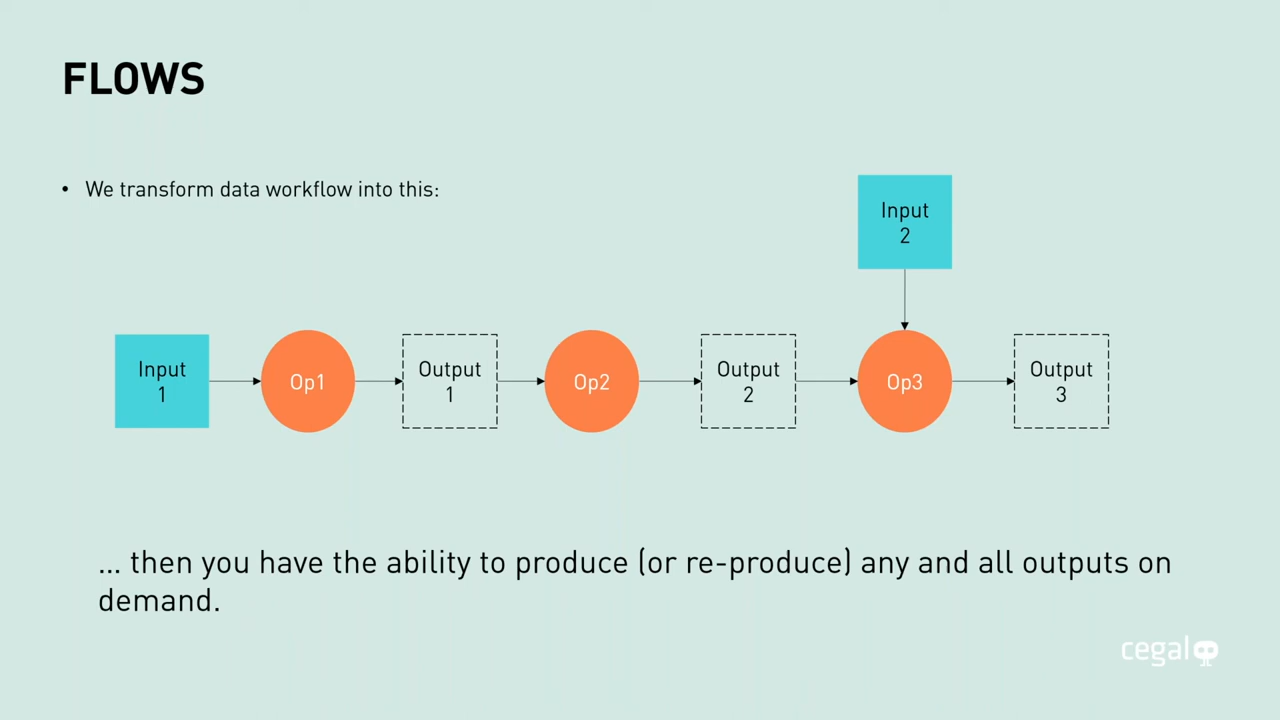 FLOWS
• We transform data workflow into this:
Input
2
Input
1
Op1
Output
1
Op2
Output
2
Op3
Output
3
... then you have the ability to produce (or re-produce) any and all outputs on
demand.
cegal